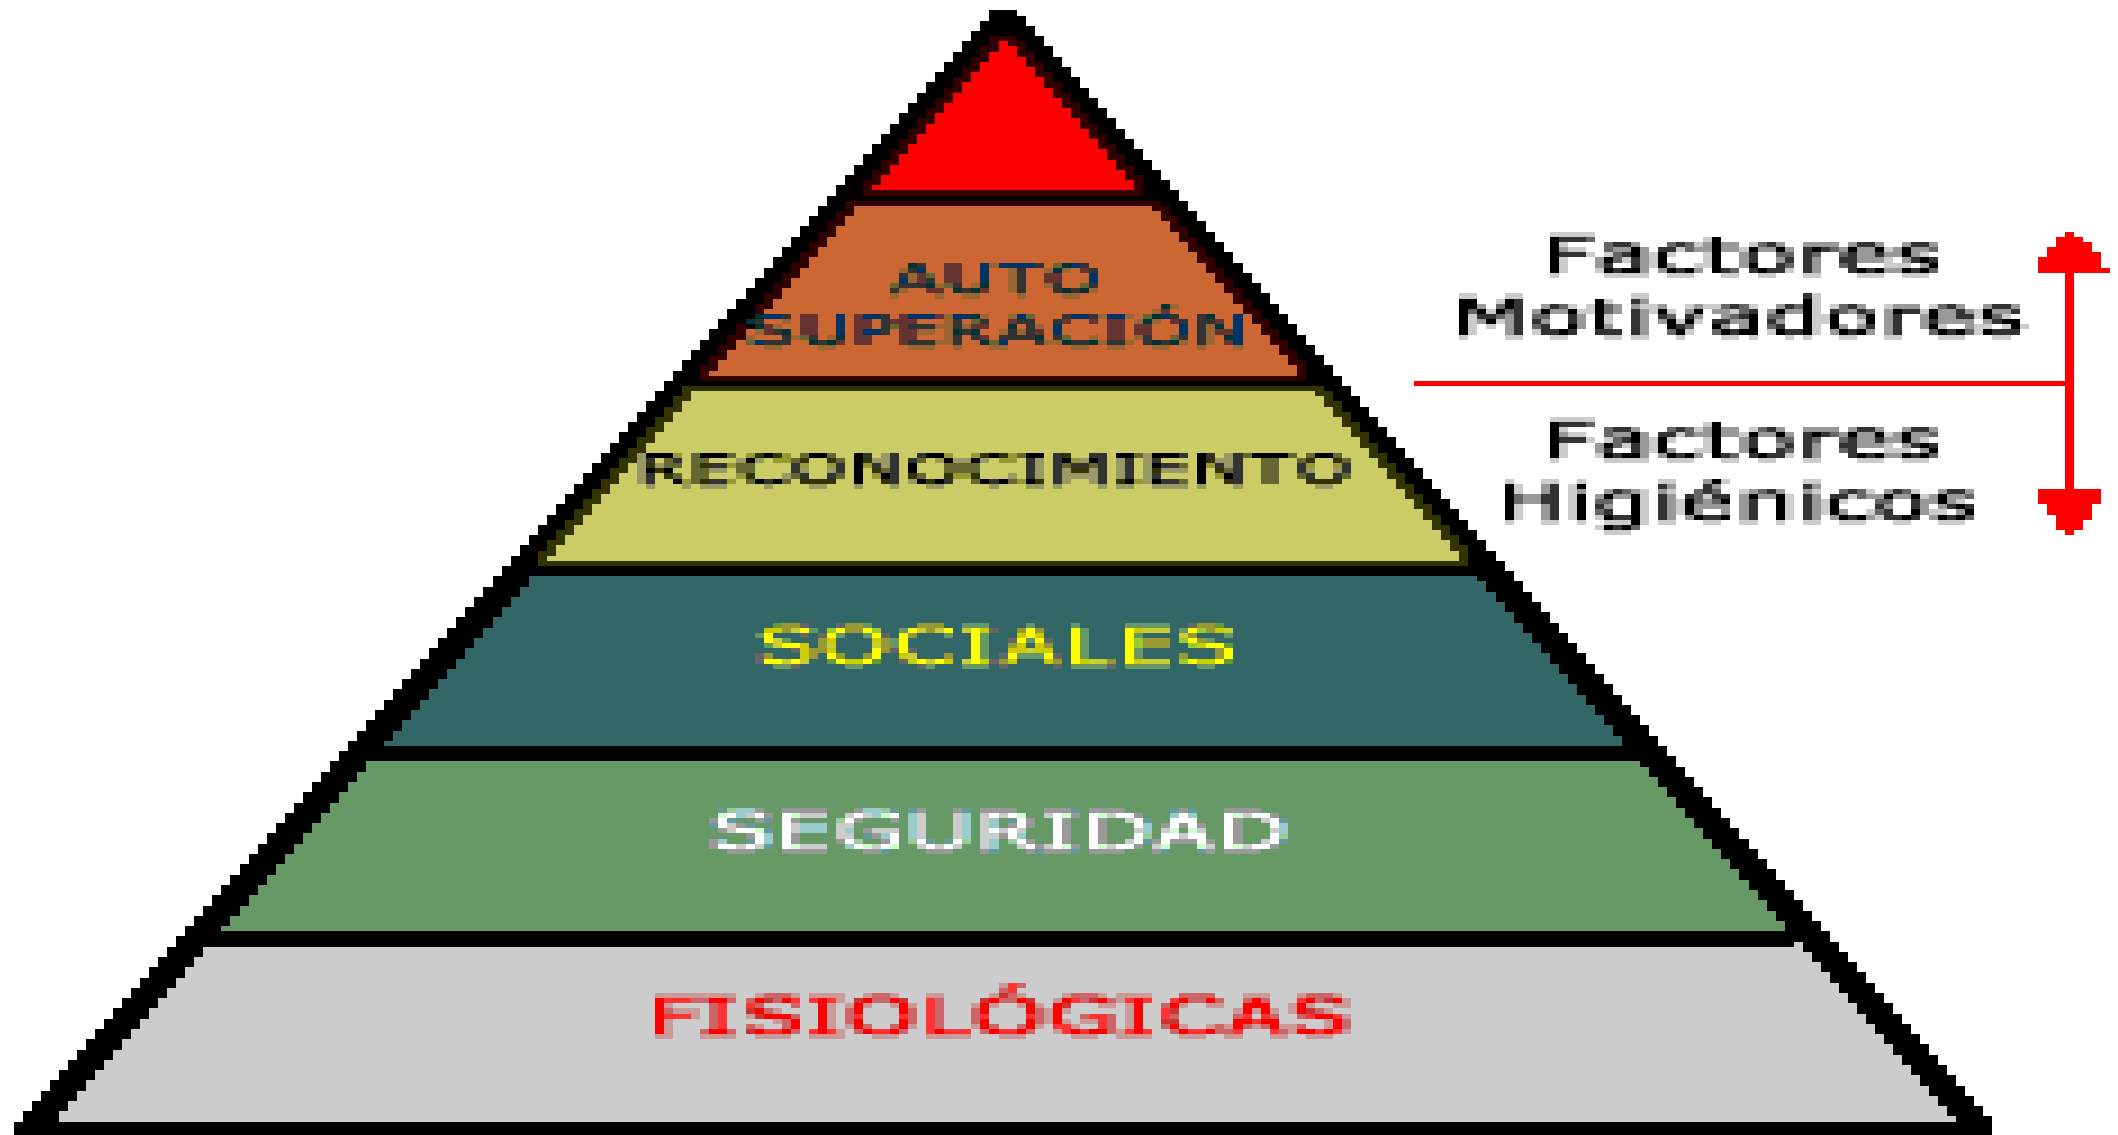 AUTO
SUPERACIÓN
Factores
Motivadores
RECONOCIMIENTO
Factores
Higiénicos
SOCIALES
SEGURIDAD
FISIOLÓGICAS